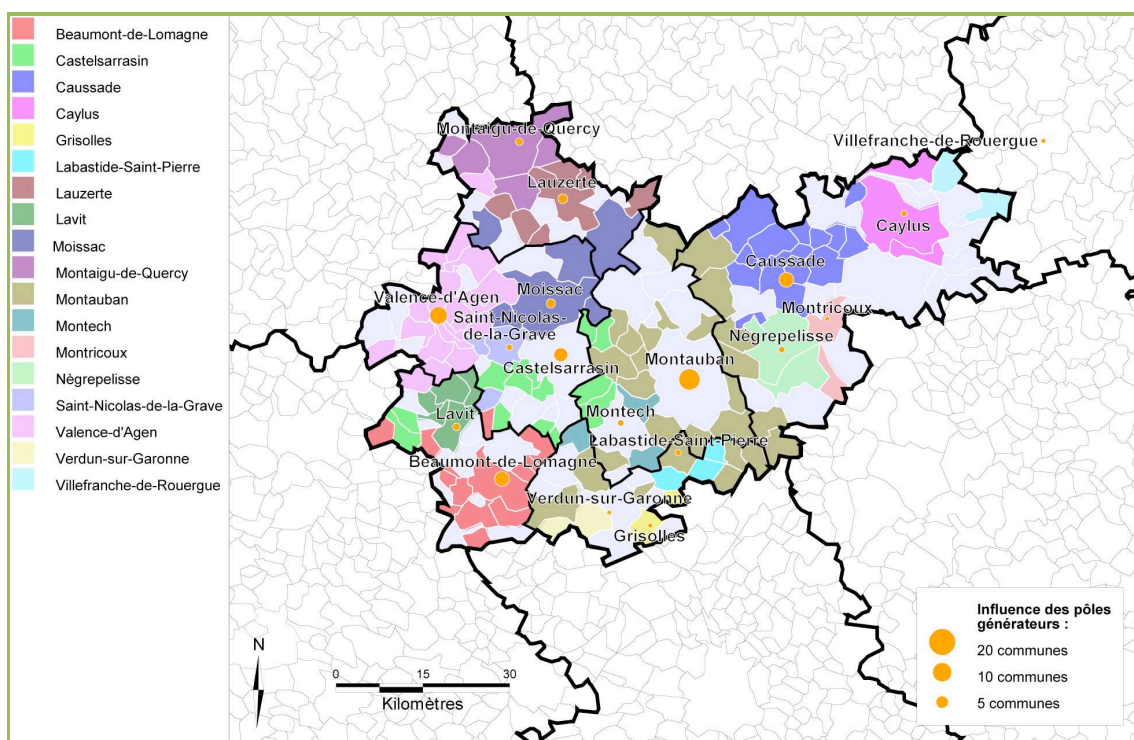 Beaumont-de-Lomagne
Castelsarrasin
Caussade
Caylus
Grisolles
Labastide-Saint-Pierre
Lauzerte
Lavit
Moissac
Montaigu-de-Quercy
Montauban
Montech
Montricoux
Nègrepelisse
Saint-Nicolas-de-la-Grave
Valence-d'Agen
Verdun-sur-Garonne
Villefranche-de-Rouergue
Montaigu-de-Quercy
Villefranche-de-Rouergue
Lauzerte
Caylus
Caussade
Moissac
Valence-d'Agen
Saint-Nicolas-
de-la-Grave
Montricoux
Nègrepelisse
Montauban
Castelsarrasin
Lavit
Montech
Labastide-Saint-Pierre
Beaumont-de-Lomagne
Verdun-sur-Garonne
Grisolles
N
0 15 30
Kilomètres
Influence des pôles
générateurs :
20 communes
10 communes
5 communes